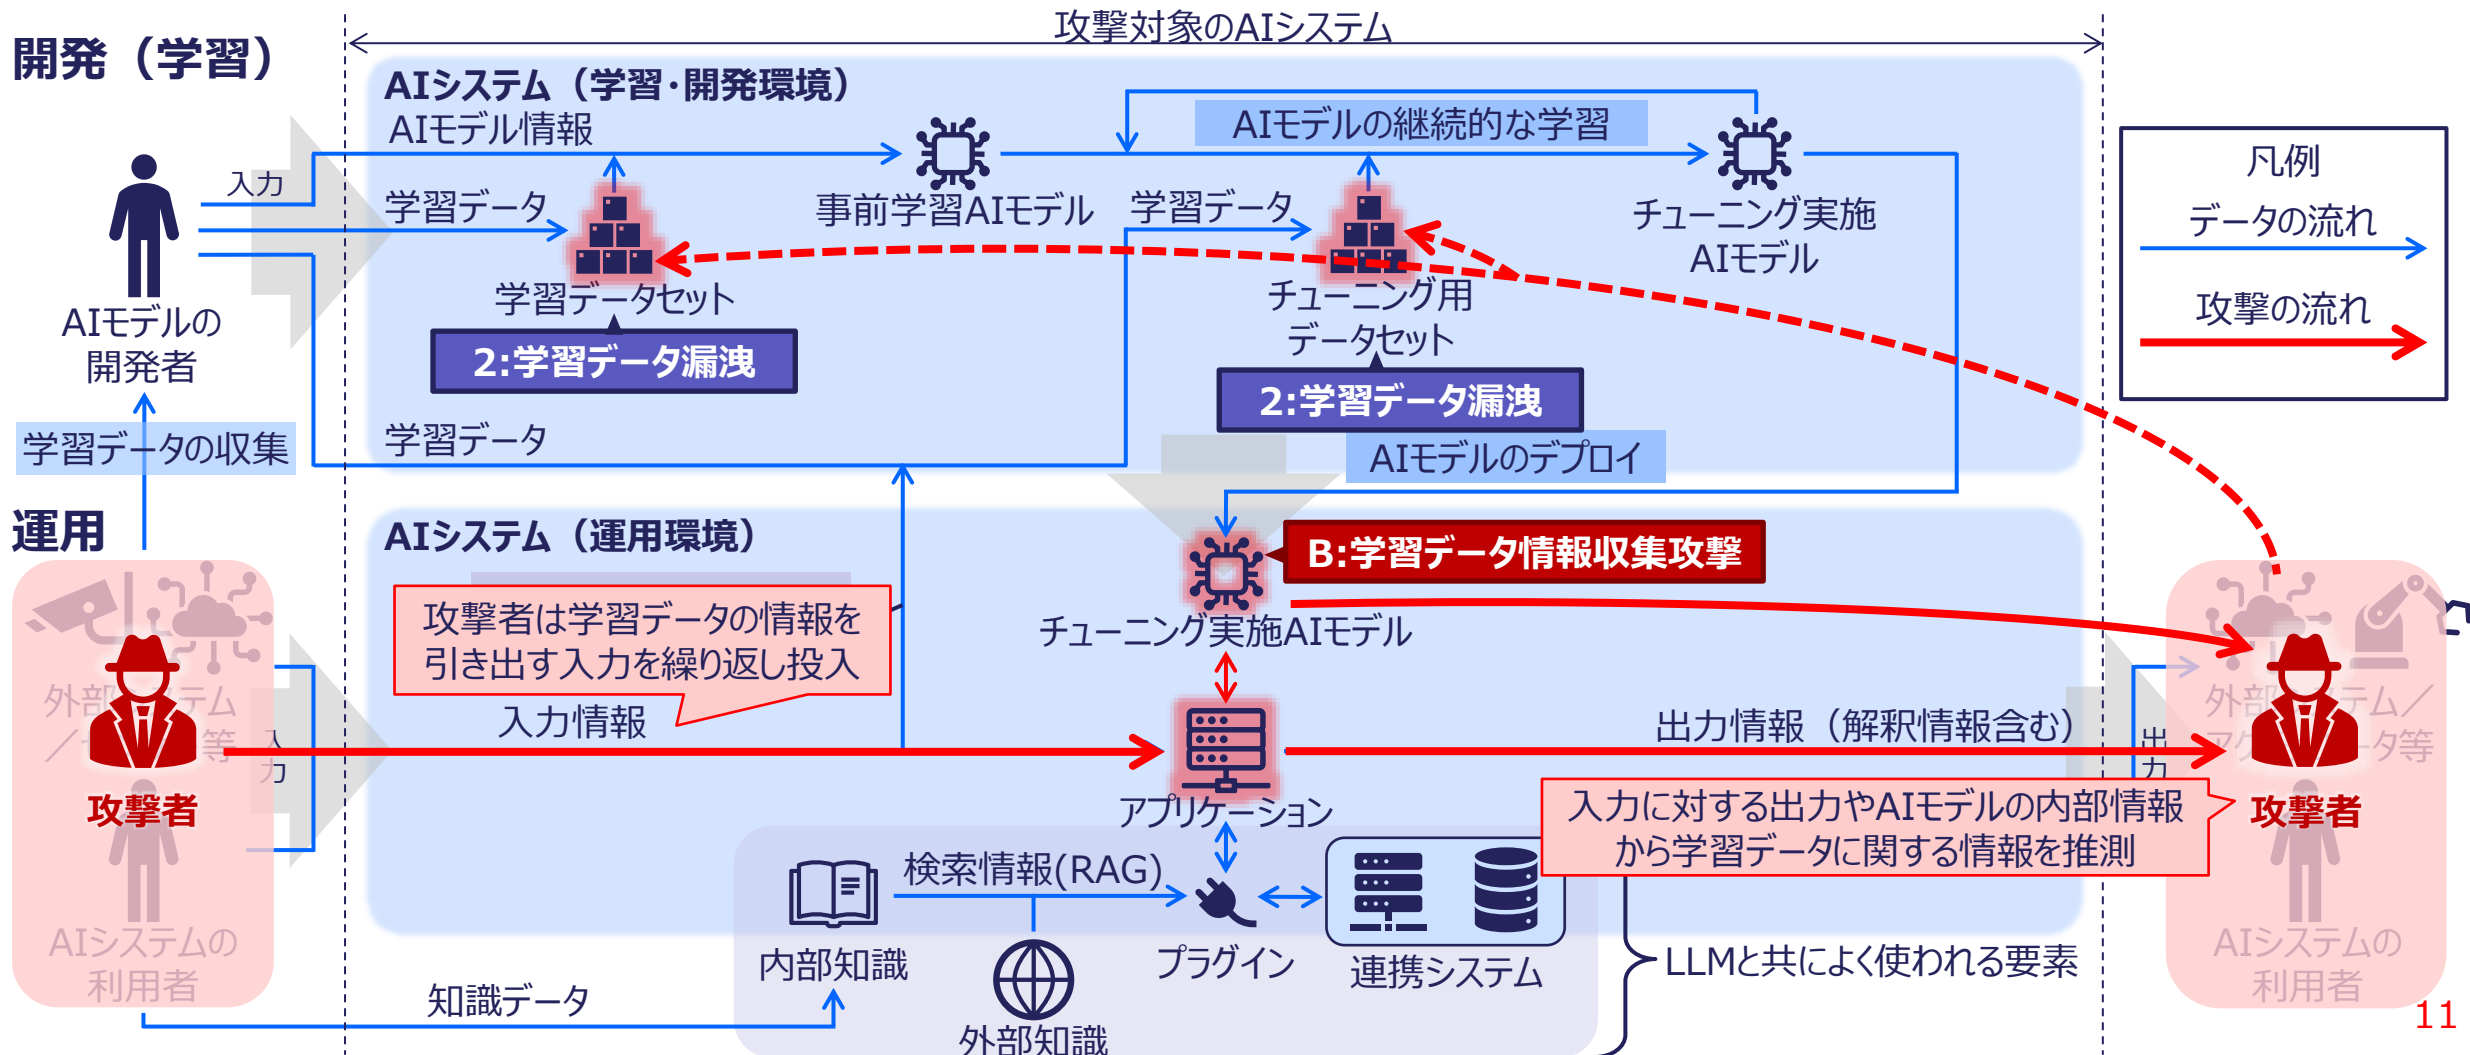 攻撃対象のAIシステム
開発（学習）
AIシステム（学習・開発環境）
AIモデル情報
AIモデルの継続的な学習
凡例
データの流れ
攻撃の流れ
入力
学習データ
事前学習AIモデル
学習データ
チューニング実施
AIモデル
学習データセット
チューニング用
データセット
AIモデルの
開発者
2:学習データ漏洩
2:学習データ漏洩
学習データの収集
学習データ
AIモデルのデプロイ
運用
AIシステム（運用環境）
B:学習データ情報収集攻撃
攻撃者は学習データの情報を
引き出す入力を繰り返し投入
チューニング実施AIモデル
入力情報
出力情報（解釈情報含む）
入力
出力
外部
テム
／
等
外部
テム／
ア
ータ等
攻撃者
攻撃者
アプリケーション
入力に対する出力やAIモデルの内部情報
から学習データに関する情報を推測
検索情報(RAG)
AIシステムの
利用者
AIシステムの
利用者
内部知識
プラグイン
連携システム
LLMと共によく使われる要素
知識データ
外部知識
11